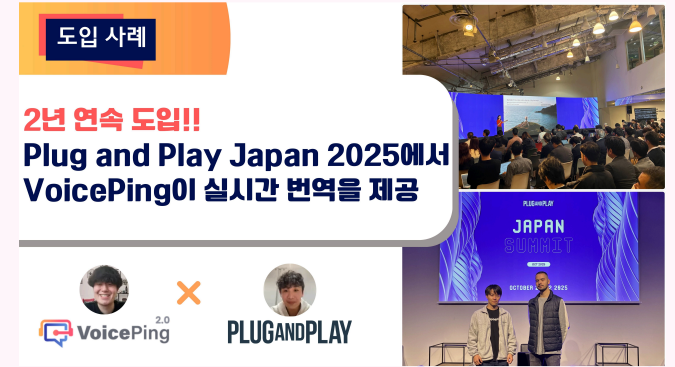 도입 사례
2년 연속 도입!!
Plug and Play Japan 2025에서
VoicePing이 실시간 번역을 제공
2.0
VoicePing
PLUGANDPLAY
PLUGANDPLAY
JAPAN
SUMMIT